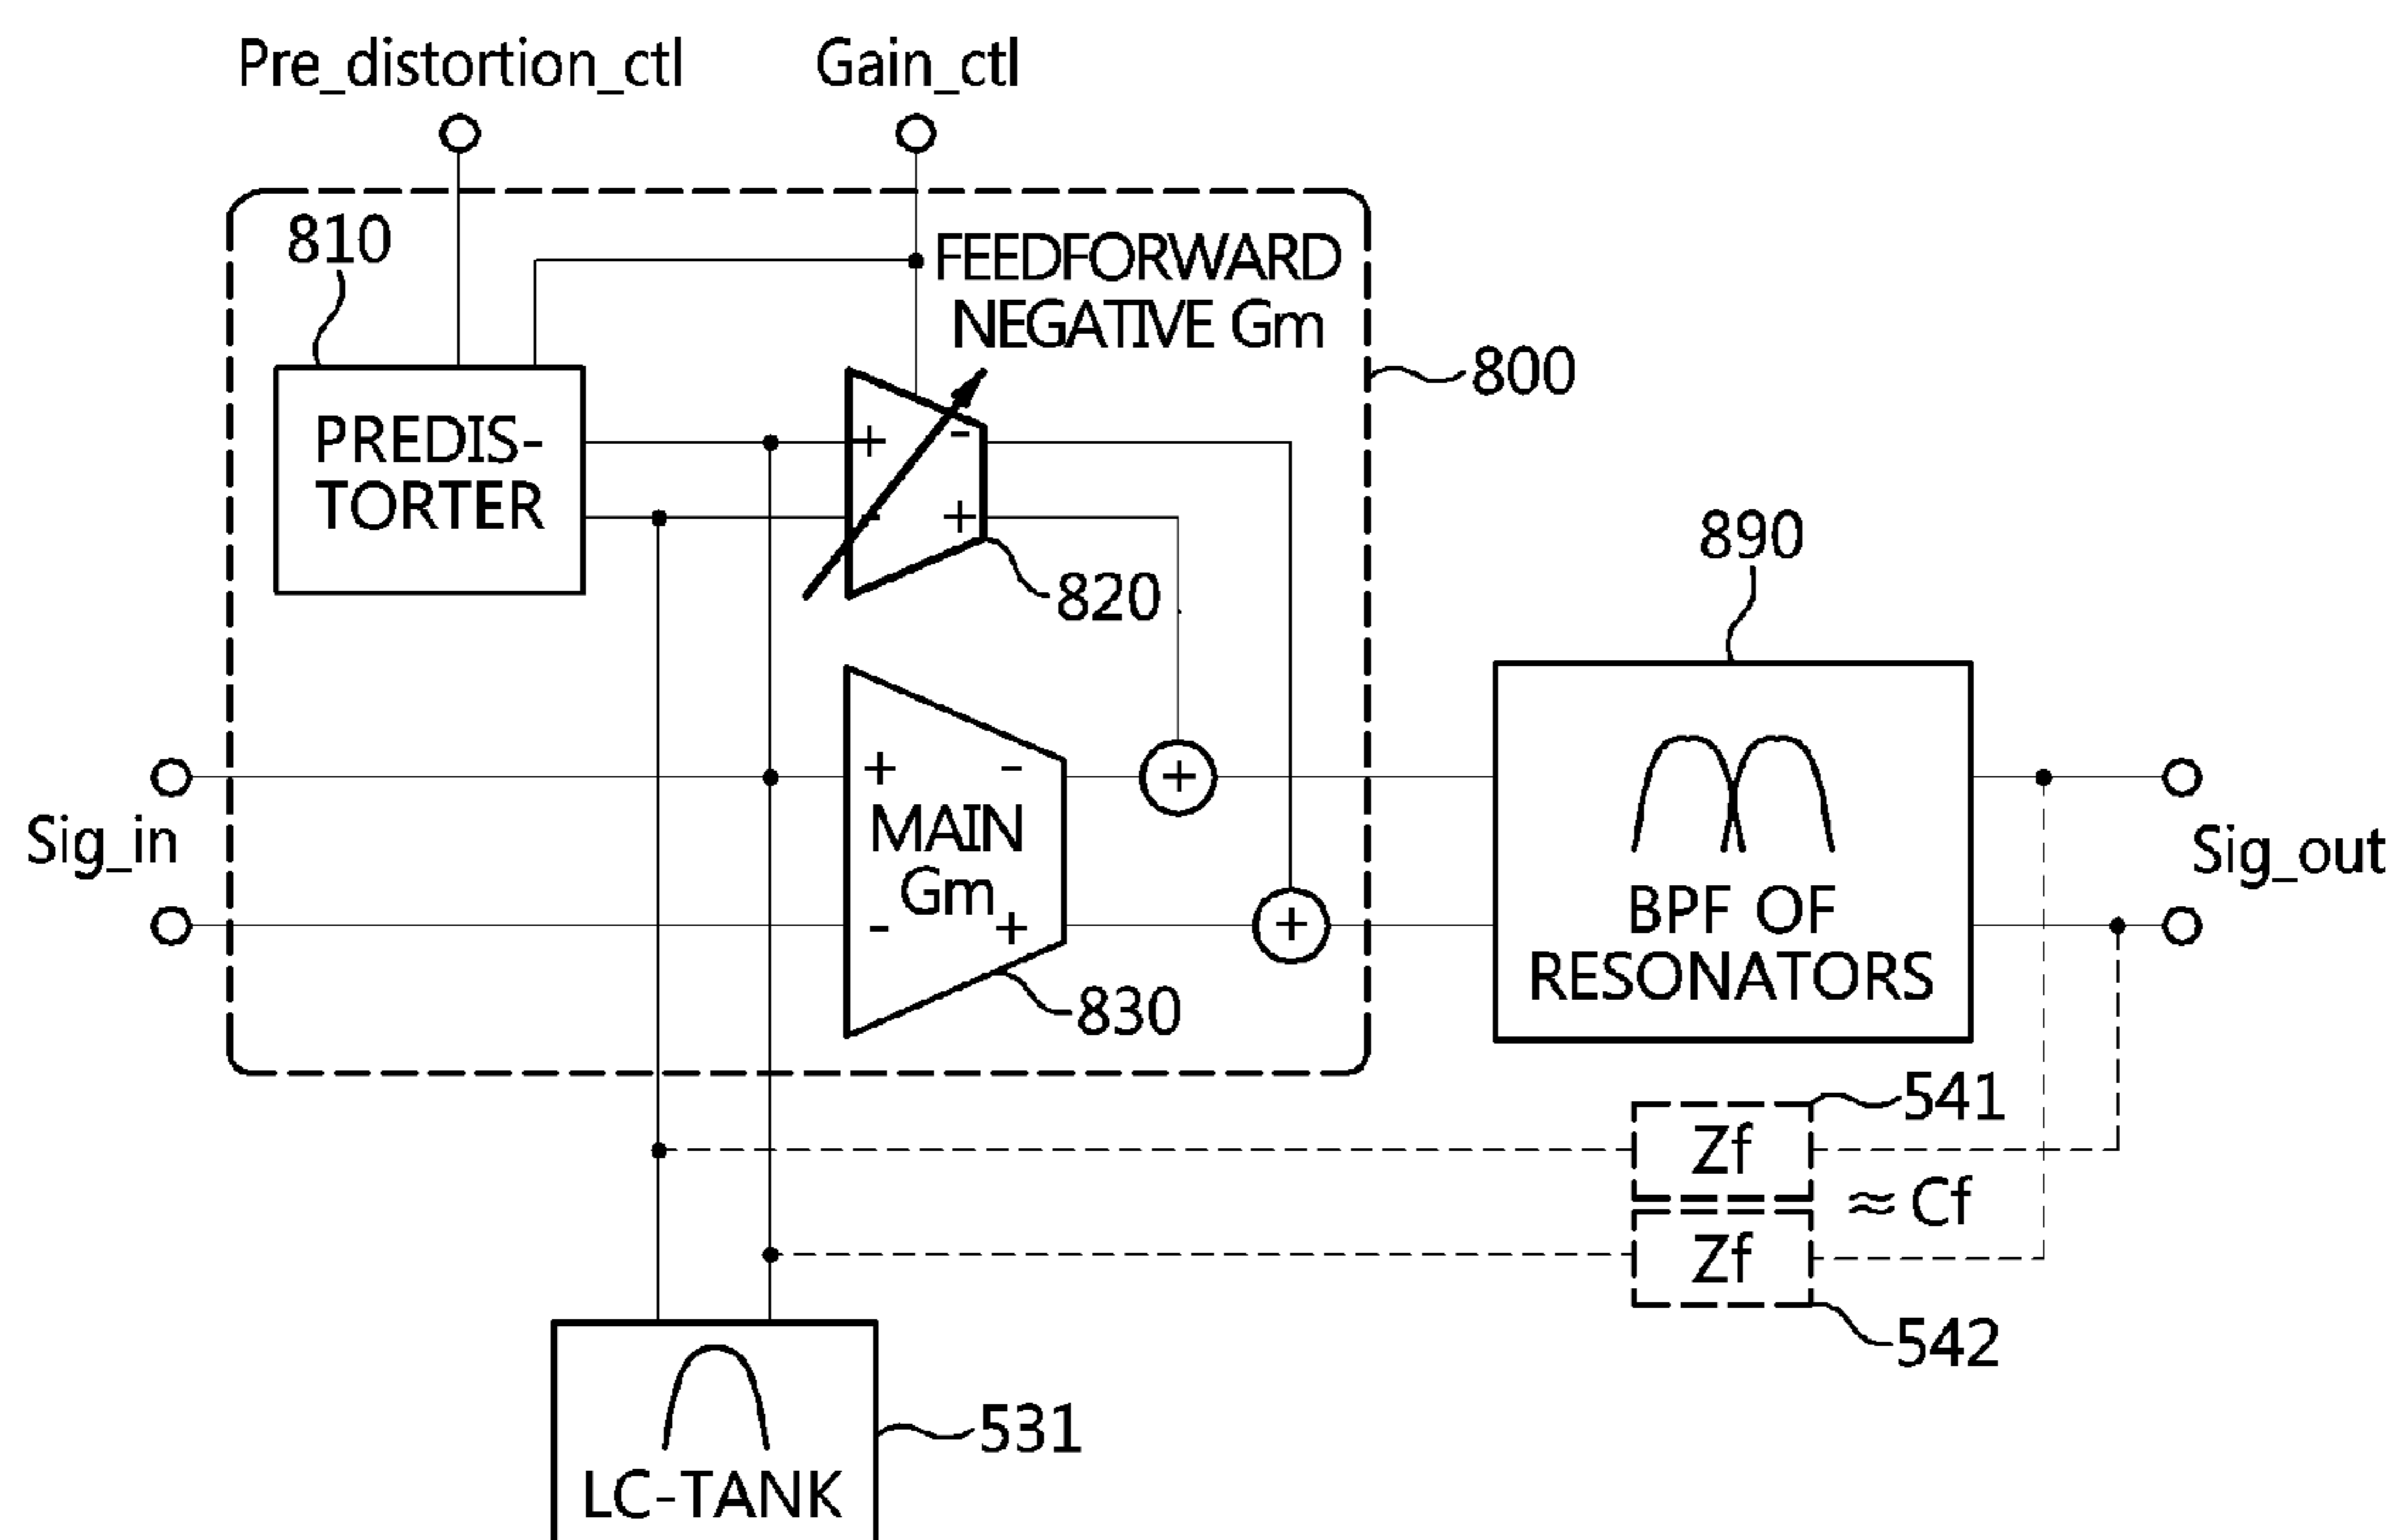 Pre_distortion_ctl
Gain_ctl
810
FEEDFORWARD
NEGATIVE Gm
800
PREDIS-
TORTER
+
-
-
+
820
890
Sig_in
+
-
MAIN
Gm
-
+
830
+
+
BPF OF
RESONATORS
Sig_out
541
Zf
≈ Cf
Zf
542
531
LC-TANK